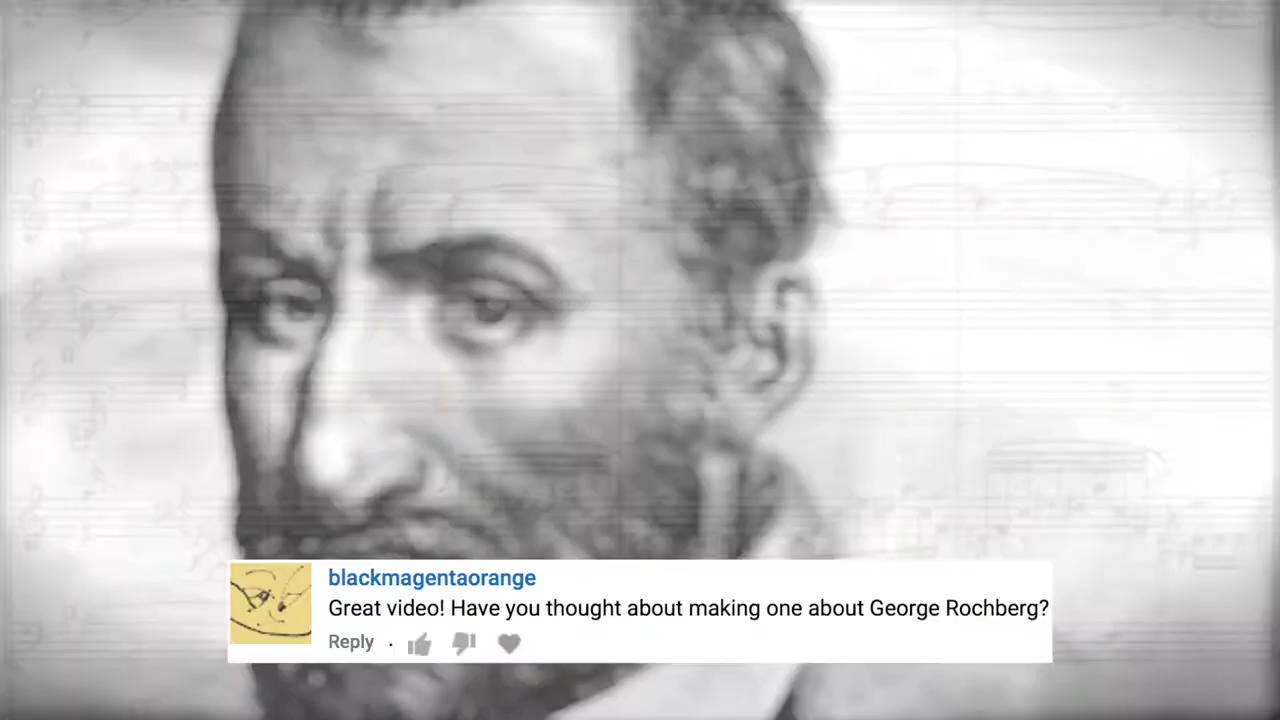 blackmagentaorange
Great video! Have you thought about making one about George Rochberg?
Reply ·